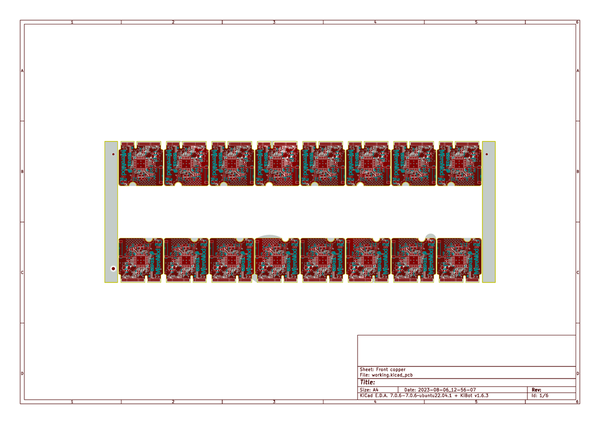 1 2 3 4 5 6
A A
B B
C C
D D
Sheet: Front copper
File: working.kicad_pcb
Title:
Size: A4 Date: 2023-08-06_12-56-07 Rev:
KiCad E.D.A. 7.0.6-7.0.6~ubuntu22.04.1 + KiBot v1.6.3 Id: 1/6
1 2 3 4 5 6